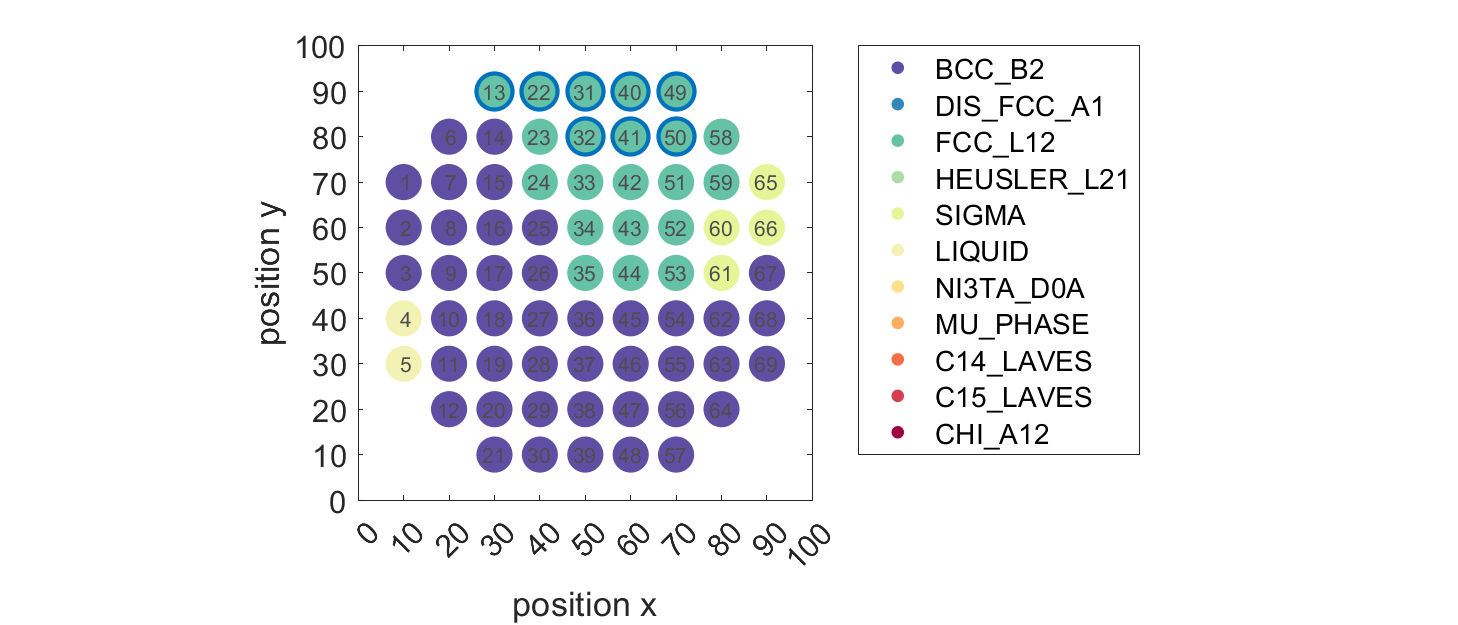 100
90
80
70
60
50
40
30
20
10
0
position y
13 22 31 40 49
6 14 23 32 41 50 58
1 7 15 24 33 42 51 59 65
2 8 16 25 34 43 52 60 66
3 9 17 26 35 44 53 61 67
4 10 18 27 36 45 54 62 68
5 11 19 28 37 46 55 63 69
12 20 29 38 47 56 64
21 30 39 48 57
0 10 20 30 40 50 60 70 80 90 100
position x
BCC_B2
DIS_FCC_A1
FCC_L12
HEUSLER_L21
SIGMA
LIQUID
NI3TA_D0A
MU_PHASE
C14_LAVES
C15_LAVES
CHI_A12